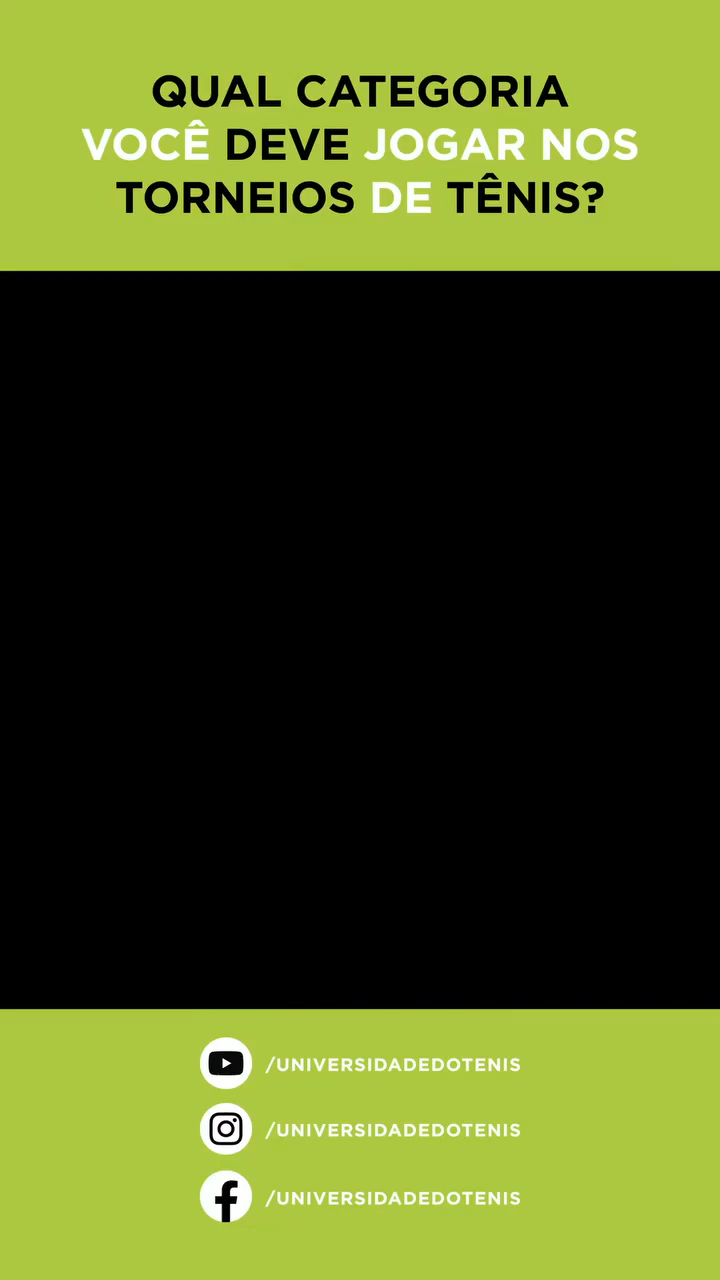 QUAL CATEGORIA
VOCÊ DEVE JOGAR NOS
TORNEIOS DE TÊNIS?
/UNIVERSIDADEDOTENIS
/UNIVERSIDADEDOTENIS
/UNIVERSIDADEDOTENIS